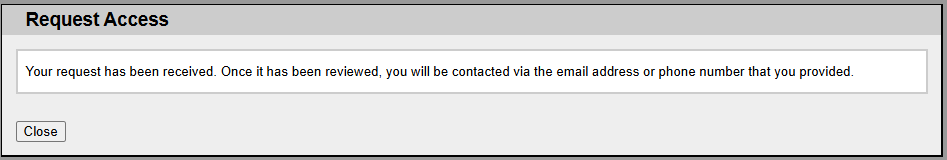 Request Access
Your request has been received. Once it has been reviewed, you will be contacted via the email address or phone number that you provided.
Close